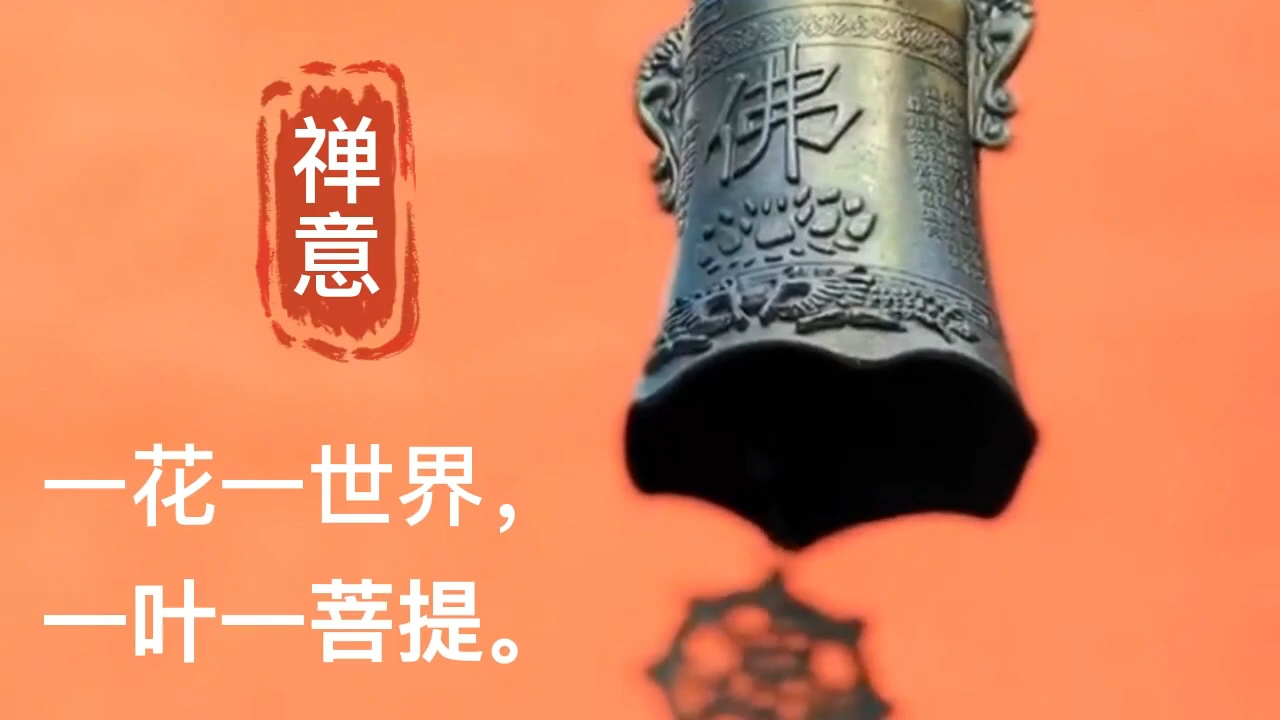 禅意
一花一世界，
一叶一菩提。
佛